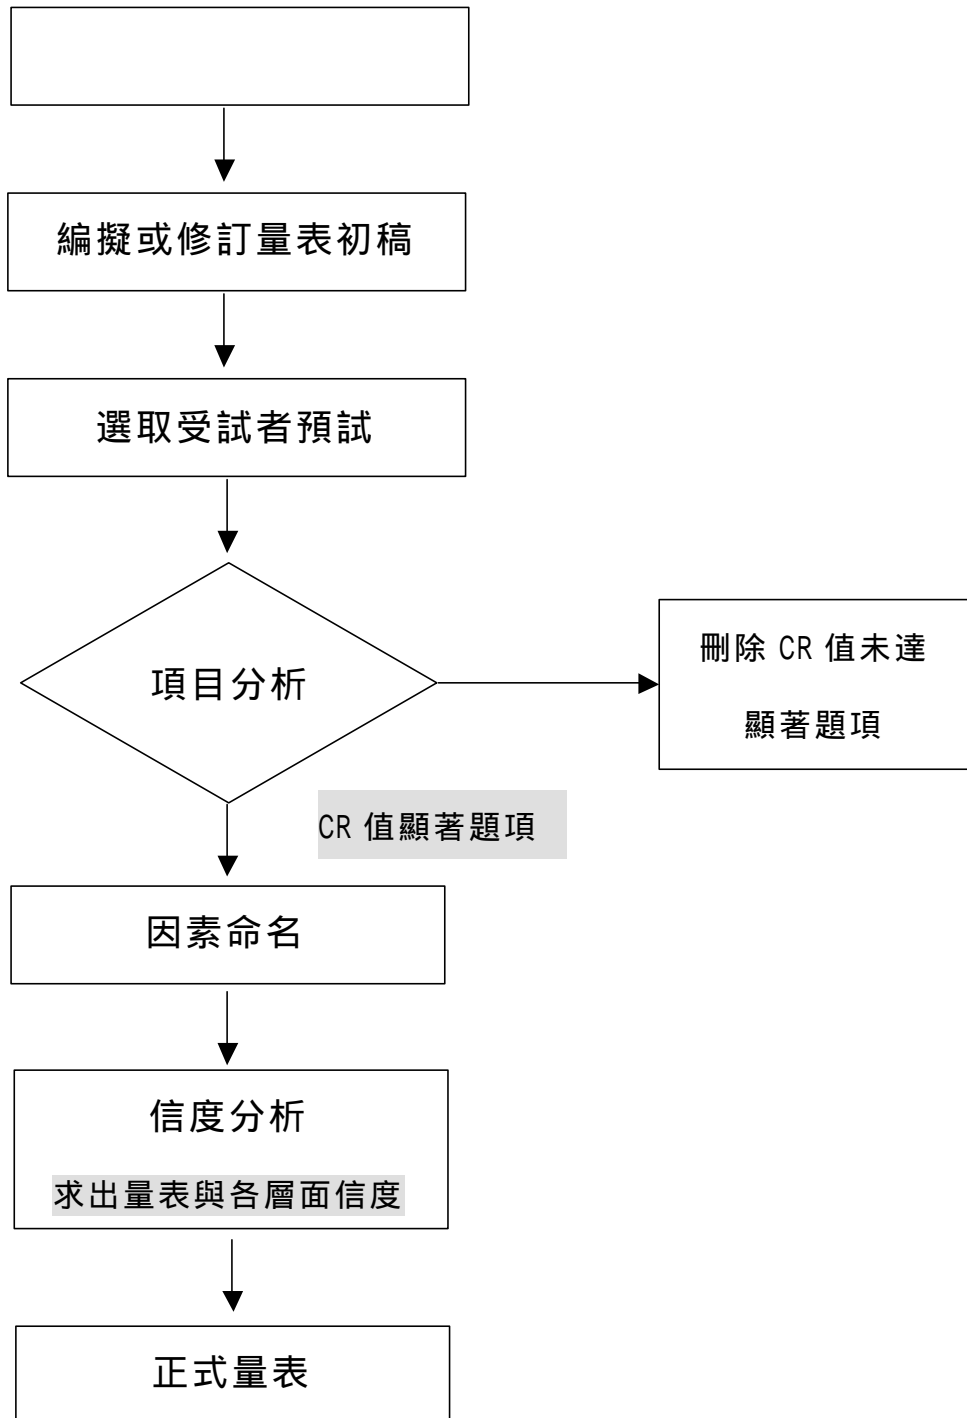 編擬或修訂量表初稿
選取受試者預試
項目分析
刪除 CR 值未達
顯著題項
CR 值顯著題項
因素命名
信度分析
求出量表與各層面信度
正式量表